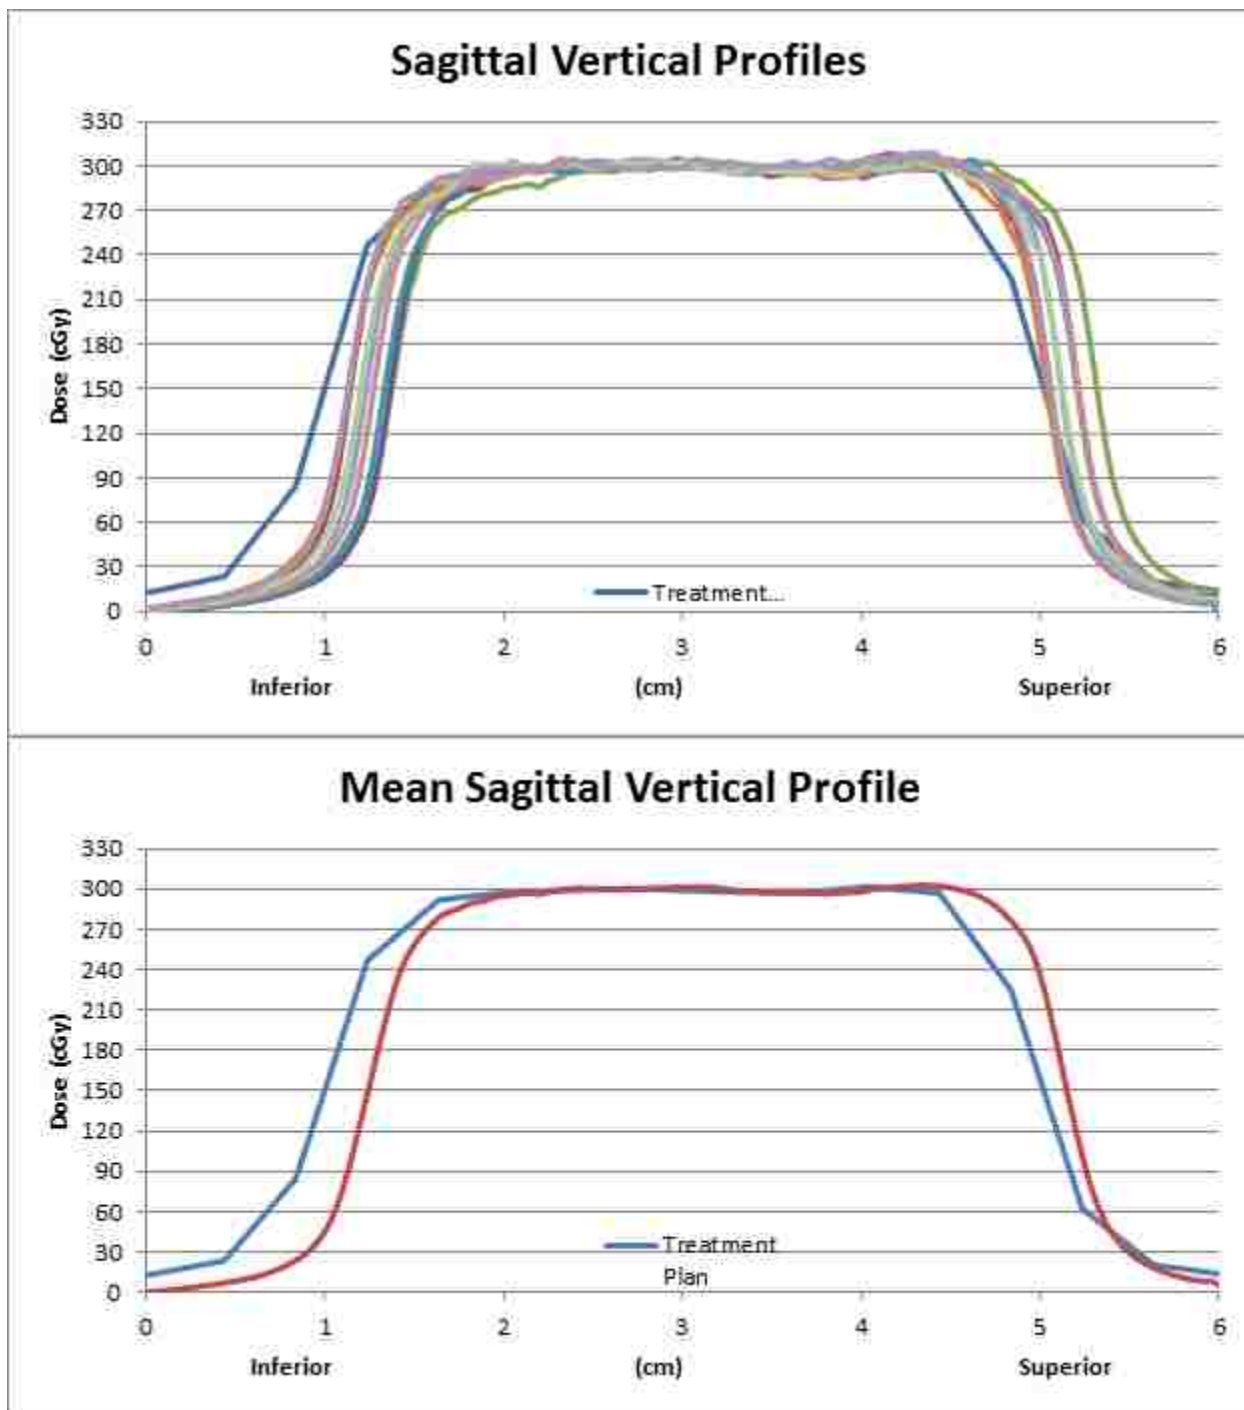 Sagittal Vertical Profiles
330
300
270
240
210
180
150
120
90
60
30
0
Dose (cGy)
Treatment...
0 1 2 3 4 5 6
Inferior (cm) Superior
Mean Sagittal Vertical Profile
330
300
270
240
210
180
150
120
90
60
30
0
Dose (cGy)
Treatment
Plan
0 1 2 3 4 5 6
Inferior (cm) Superior